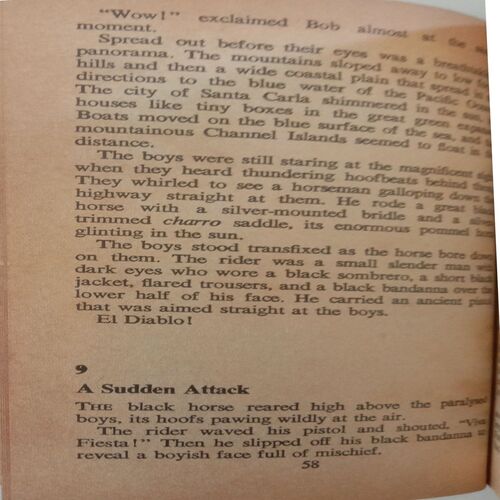 "Wow!" exclaimed Bob almost at the
moment.
Spread out before their eyes was a
panorama. The mountains sloped away to low
hills and then a wide coastal plain that spread
directions to the blue water of the Pacific
The city of Santa Carla shimmered in the sun,
houses like tiny boxes in the great green
Boats moved on the blue surface of the sea, and
mountainous Channel Islands seemed to float in
distance.
The boys were still staring at the magnificent
when they heard thundering hoofbeats behind
They whirled to see a horseman galloping down
highway straight at them. He rode a great
horse with a silver-mounted bridle and a
trimmed charro saddle, its enormous pommel
glinting in the sun.
The boys stood transfixed as the horse bore down
on them. The rider was a small slender man with
dark eyes who wore a black sombrero, a short black
jacket, flared trousers, and a black bandanna over the
lower half of his face. He carried an ancient pistol
that was aimed straight at the boys.
El Diablo!
9
A Sudden Attack
THE black horse reared high above the paralysed
boys, its hoofs pawing wildly at the air.
The rider waved his pistol and shouted, "Viva
Fiesta!" Then he slipped off his black bandanna to
reveal a boyish face full of mischief.
58